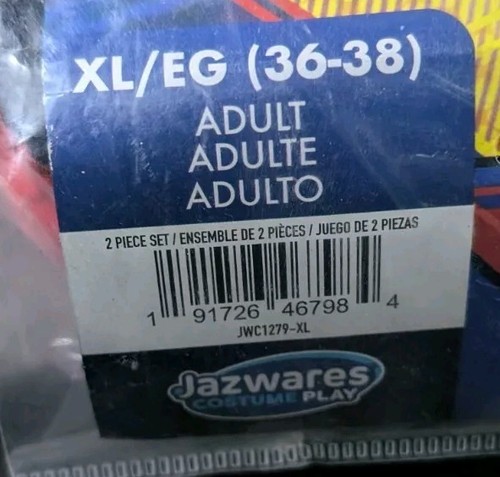 XL/EG (36-38)
ADULT
ADULTE
ADULTO
2 PIECE SET / ENSEMBLE DE 2 PIÈCES / JUEGO DE 2 PIEZAS
1 91726 46798 4
JWC1279-XL
Jazwares
COSTUME PLAY